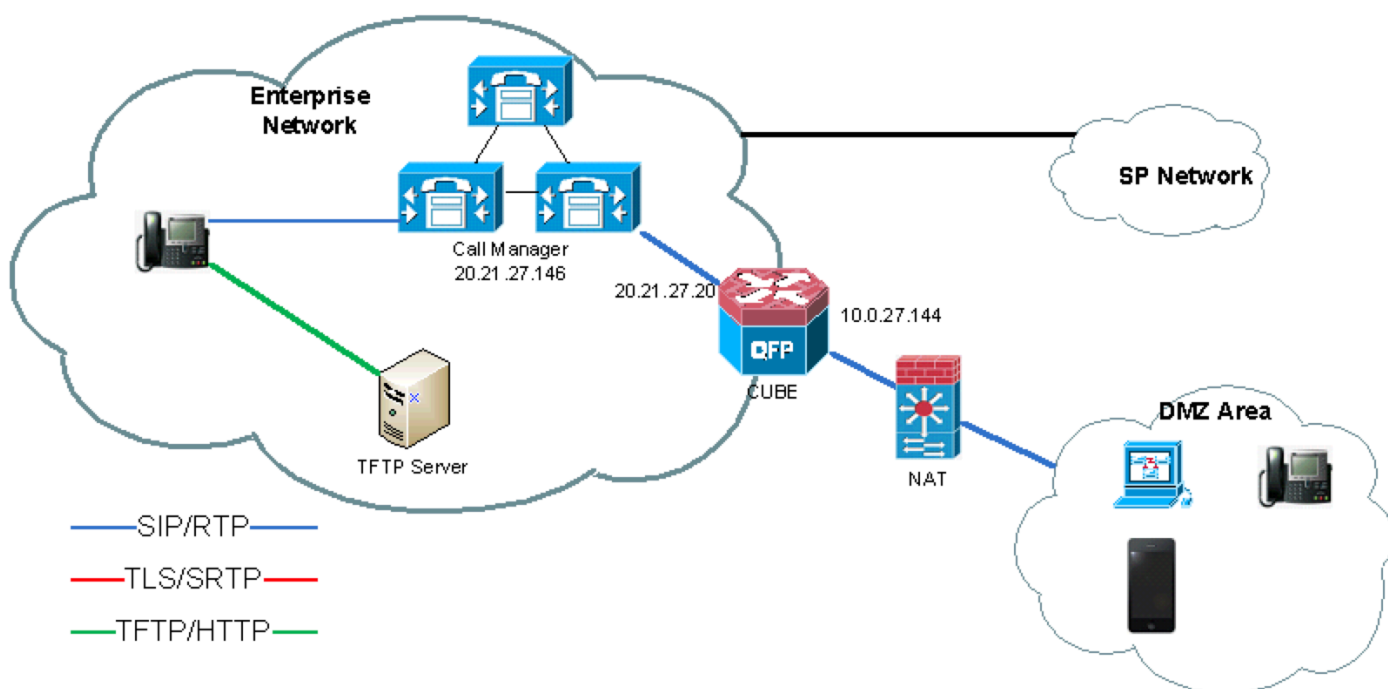 Enterprise
Network
SP Network
Call Manager
20.21.27.146
20.21.27.20
10.0.27.144
QFP
CUBE
DMZ Area
TFTP Server
NAT
SIP/RTP
TLS/SRTP
TFTP/HTTP